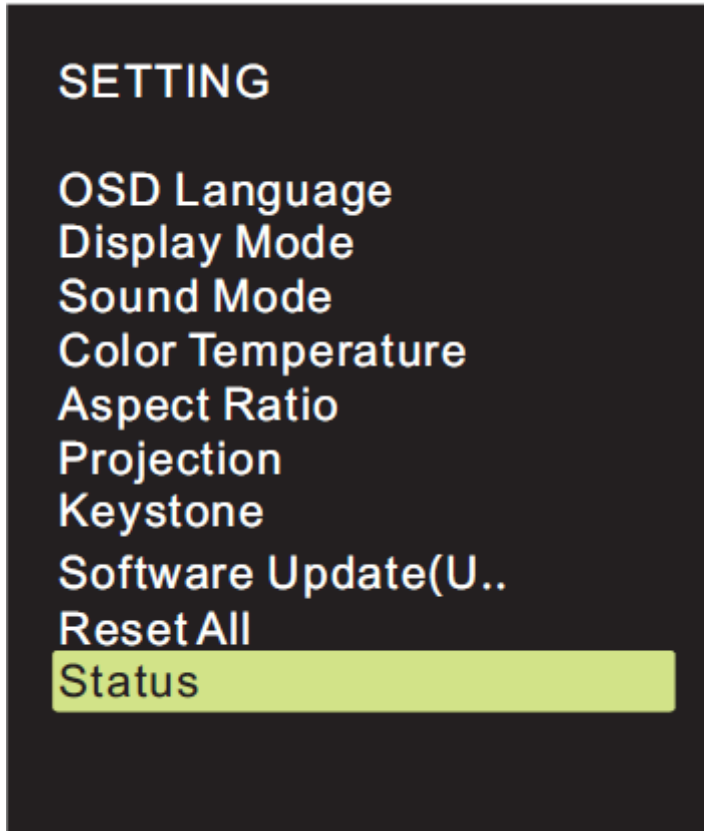 SETTING
OSD Language
Display Mode
Sound Mode
Color Temperature
Aspect Ratio
Projection
Keystone
Software Update(U..
Reset All
Status